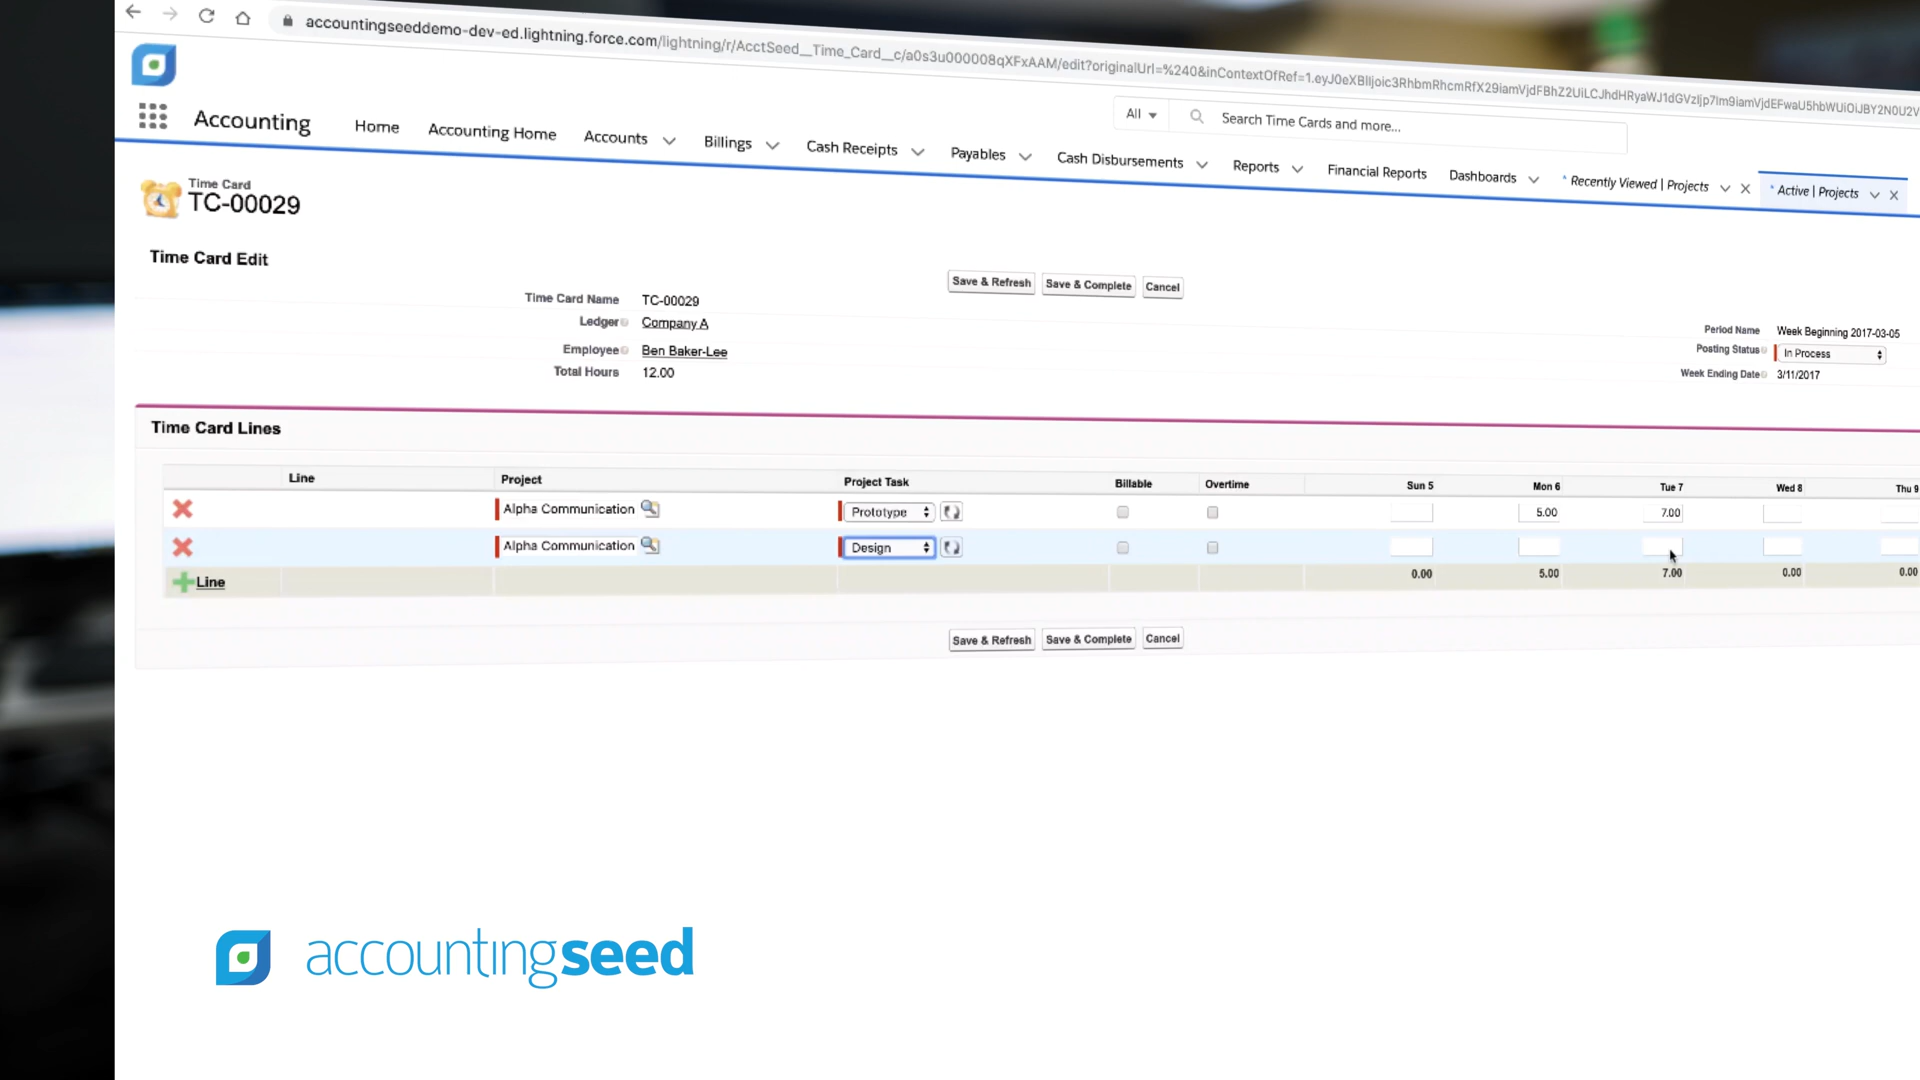 accountingseeddemo-dev-ed.lightning.force.com/lightning/r/AcctSeed__Time_Card__c/a0s3u000008qXFxAAM/edit?originalUrl=%240&inContextOfRef=1.
All
Search Time Cards and more...
Accounting
Home
Accounting Home
Accounts
Billings
Cash Receipts
Payables
Cash Disbursements
Reports
Financial Reports
Dashboards
* Recently Viewed | Projects
* Active | Projects
Time Card
TC-00029
Time Card Edit
Save & Refresh Save & Complete Cancel
Time Card Name TC-00029
Ledger Company A
Employee Ben Baker-Lee
Total Hours 12.00
Period Name Week Beginning 2017-03-05
Posting Status In Process
Week Ending Date 3/11/2017
Time Card Lines
Line Project Project Task Billable Overtime Sun 5 Mon 6 Tue 7 Wed 8 Thu 9
Alpha Communication Prototype 5.00 7.00
Alpha Communication Design
Line 0.00 5.00 7.00 0.00 0.00
Save & Refresh Save & Complete Cancel
accountingseed